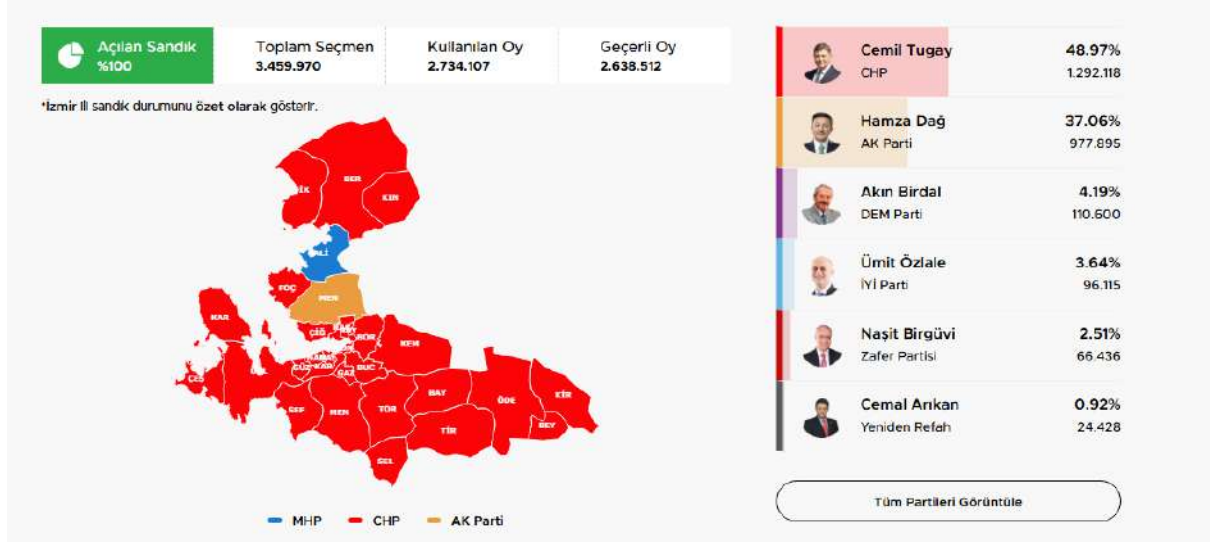 Açılan Sandık
%100
Toplam Seçmen
3.459.970
Kullanılan Oy
2.734.107
Geçerli Oy
2.638.512
*İzmir ili sandık durumunu özet olarak gösterir.
BER
KIN
FOÇ
MEN
KAR
ÇİĞ
BOR
KEM
ÇEŞ
GÜZ
KAR
GAZ
BUC
SEF
MEN
TOR
BAY
ÖDE
KİR
TİR
BEY
SEL
MHP
CHP
AK Parti
Cemil Tugay
48.97%
CHP
1.292.118
Hamza Dağ
37.06%
AK Parti
977.895
Akın Birdal
4.19%
DEM Parti
110.600
Ümit Özlale
3.64%
İYİ Parti
96.115
Naşit Birgüvi
2.51%
Zafer Partisi
66.436
Cemal Arıkan
0.92%
Yeniden Refah
24.428
Tüm Partileri Görüntüle